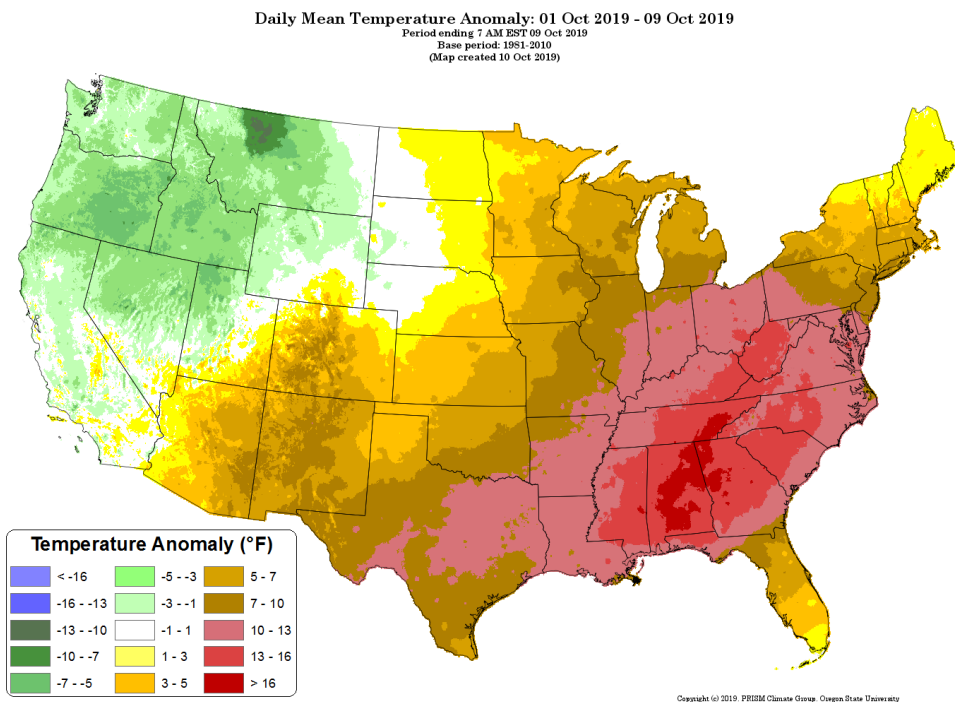 Daily Mean Temperature Anomaly: 01 Oct 2019 - 09 Oct 2019
Period ending 7 AM EST 09 Oct 2019
Base period: 1981-2010
(Map created 10 Oct 2019)
Temperature Anomaly (°F)
< -16
-16 - -13
-13 - -10
-10 - -7
-7 - -5
-5 - -3
-3 - -1
-1 - 1
1 - 3
3 - 5
5 - 7
7 - 10
10 - 13
13 - 16
> 16
Copyright (c) 2019, PRISM Climate Group, Oregon State University